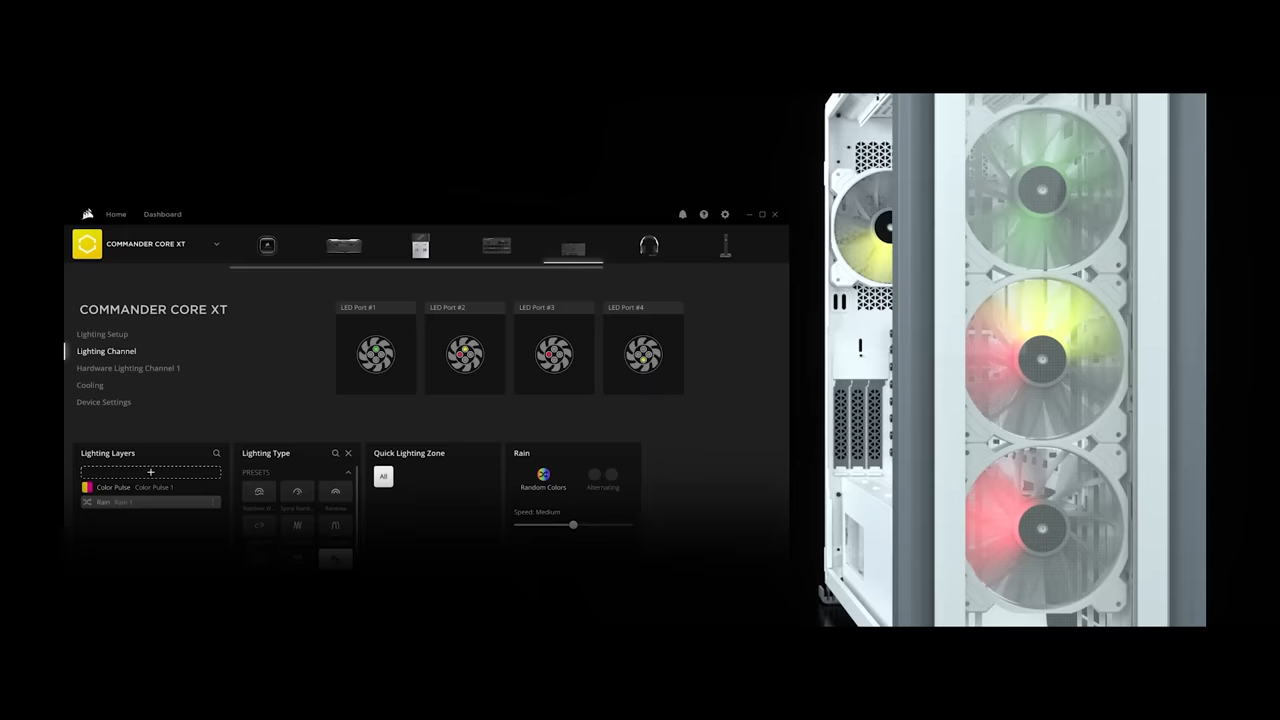 Home
Dashboard
COMMANDER CORE XT
COMMANDER CORE XT
Lighting Setup
Lighting Channel
Hardware Lighting Channel 1
Cooling
Device Settings
LED Port #1
LED Port #2
LED Port #3
LED Port #4
Lighting Layers
Color Pulse Color Pulse 1
Rain Rain 1
Lighting Type
PRESETS
Rainbow
Quick Lighting Zone
All
Rain
Random Colors
Alternating
Speed: Medium